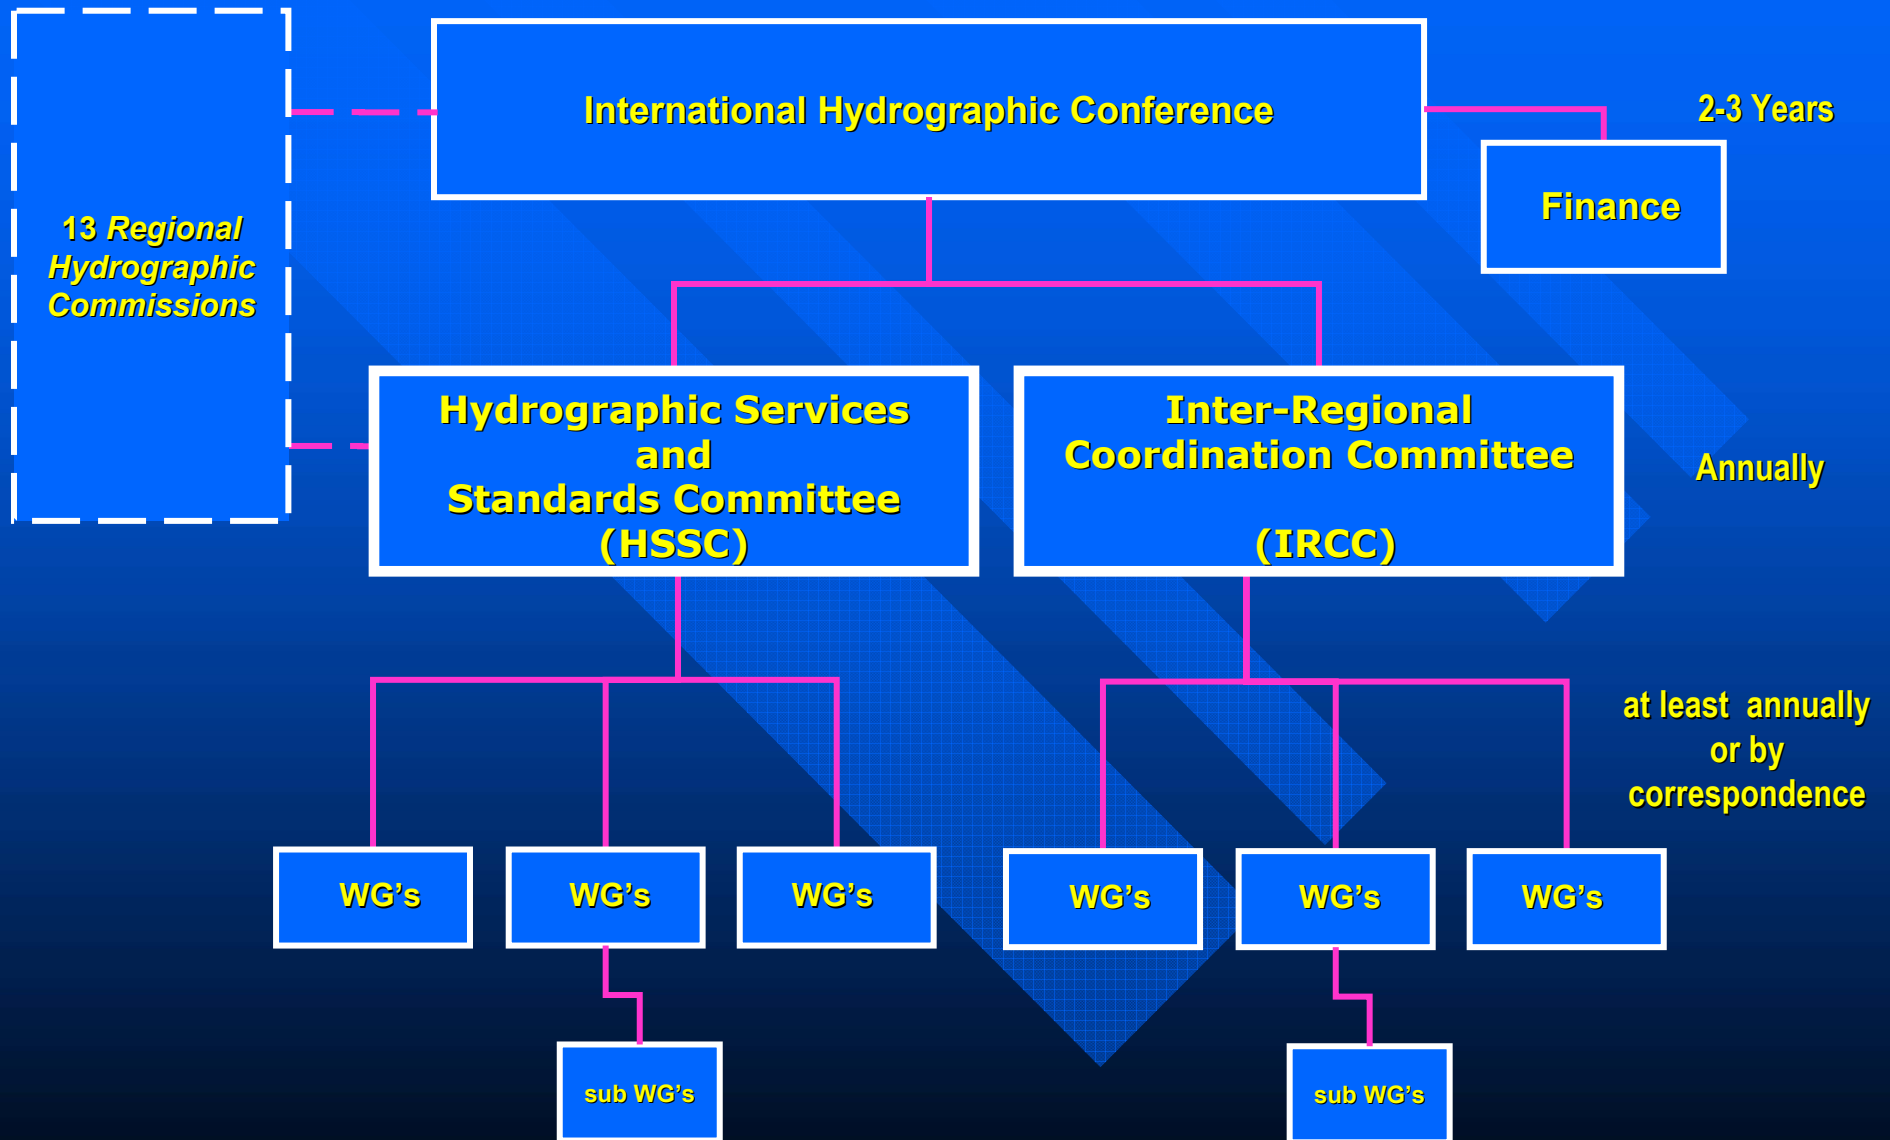 International Hydrographic Conference
2-3 Years
Finance
13 Regional
Hydrographic
Commissions
Hydrographic Services
and
Standards Committee
(HSSC)
Inter-Regional
Coordination Committee
(IRCC)
Annually
at least annually
or by
correspondence
WG’s
WG’s
WG’s
WG’s
WG’s
WG’s
sub WG’s
sub WG’s